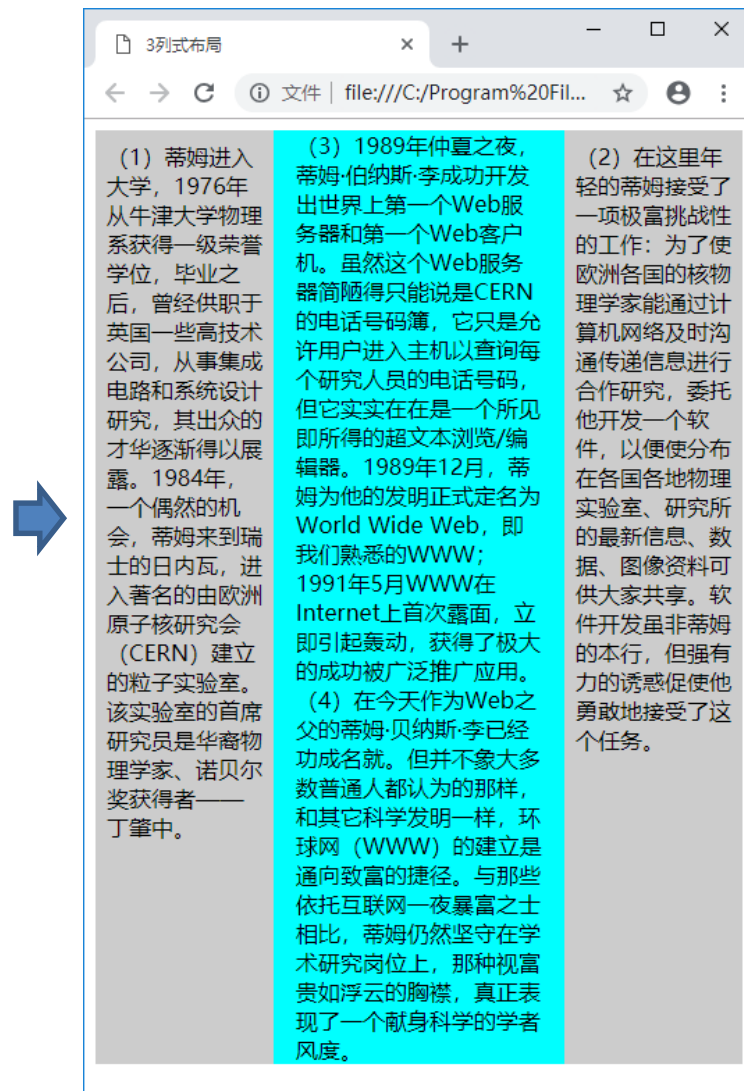 3列式布局
文件 file:///C:/Program%20Fil...
（1）蒂姆进入
大学，1976年
从牛津大学物理
系获得一级荣誉
学位，毕业之
后，曾经供职于
英国一些高技术
公司，从事集成
电路和系统设计
研究，其出众的
才华逐渐得以展
露。1984年，
一个偶然的机
会，蒂姆来到瑞
士的日内瓦，进
入著名的由欧洲
原子核研究会
（CERN）建立
的粒子实验室。
该实验室的首席
研究员是华裔物
理学家、诺贝尔
奖获得者——
丁肇中。
（3）1989年仲夏之夜，
蒂姆·伯纳斯·李成功开发
出世界上第一个Web服
务器和第一个Web客户
机。虽然这个Web服务
器简陋得只能说是CERN
的电话号码簿，它只是允
许用户进入主机以查询每
个研究人员的电话号码，
但它实实在在是一个所见
即所得的超文本浏览/编
辑器。1989年12月，蒂
姆为他的发明正式定名为
World Wide Web，即
我们熟悉的WWW；
1991年5月WWW在
Internet上首次露面，立
即引起轰动，获得了极大
的成功被广泛推广应用。
（4）在今天作为Web之
父的蒂姆·贝纳斯·李已经
功成名就。但并不象大多
数普通人都认为的那样，
和其它科学发明一样，环
球网（WWW）的建立是
通向致富的捷径。与那些
依托互联网一夜暴富之士
相比，蒂姆仍然坚守在学
术研究岗位上，那种视富
贵如浮云的胸襟，真正表
现了一个献身科学的学者
风度。
（2）在这里年
轻的蒂姆接受了
一项极富挑战性
的工作：为了使
欧洲各国的核物
理学家能通过计
算机网络及时沟
通传递信息进行
合作研究，委托
他开发一个软
件，以便使分布
在各国各地物理
实验室、研究所
的最新信息、数
据、图像资料可
供大家共享。软
件开发虽非蒂姆
的本行，但强有
力的诱惑促使他
勇敢地接受了这
个任务。